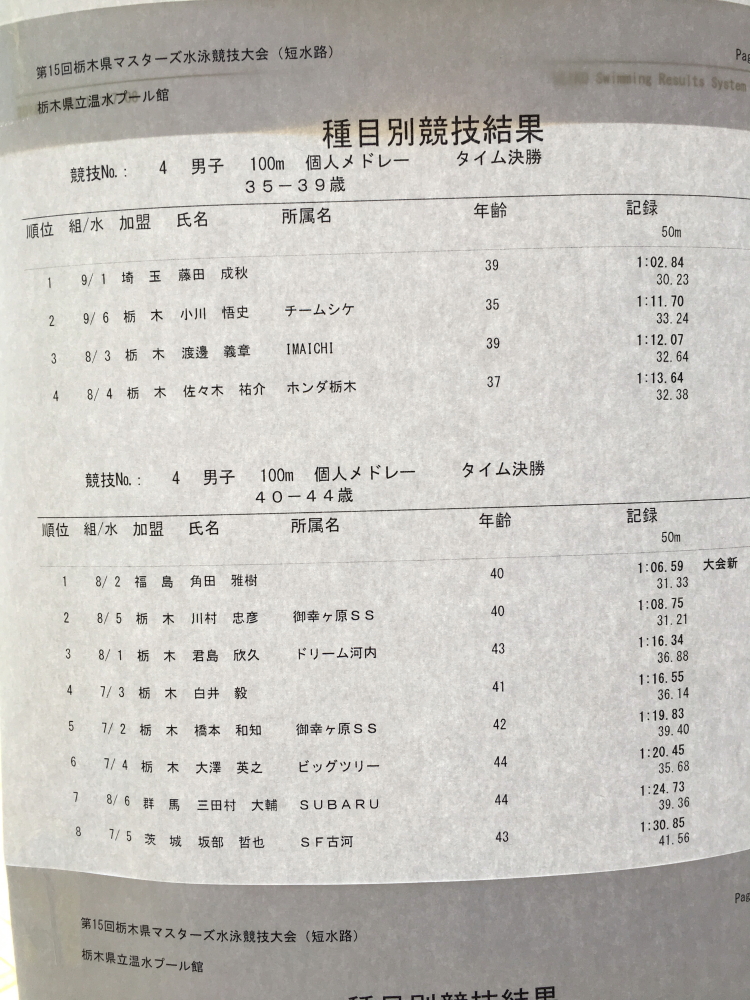 第15回栃木県マスターズ水泳競技大会（短水路）
Swimming Results System
栃木県立温水プール館
種目別競技結果
競技No.： 4 男子 100m 個人メドレー タイム決勝
３５－３９歳
順位 組/水 加盟 氏名 所属名 年齢 記録
50m
1 9/ 1 埼 玉 藤田 成秋 39 1:02.84
30.23
2 9/ 6 栃 木 小川 悟史 チームシケ 35 1:11.70
33.24
3 8/ 3 栃 木 渡邊 義章 IMAICHI 39 1:12.07
32.64
4 8/ 4 栃 木 佐々木 祐介 ホンダ栃木 37 1:13.64
32.38
競技No.： 4 男子 100m 個人メドレー タイム決勝
４０－４４歳
順位 組/水 加盟 氏名 所属名 年齢 記録
50m
1 8/ 2 福 島 角田 雅樹 40 1:06.59 大会新
31.33
2 8/ 5 栃 木 川村 忠彦 御幸ヶ原ＳＳ 40 1:08.75
31.21
3 8/ 1 栃 木 君島 欣久 ドリーム河内 43 1:16.34
36.88
4 7/ 3 栃 木 白井 毅 41 1:16.55
36.14
5 7/ 2 栃 木 橋本 和知 御幸ヶ原ＳＳ 42 1:19.83
39.40
6 7/ 4 栃 木 大澤 英之 ビッグツリー 44 1:20.45
35.68
7 8/ 6 群 馬 三田村 大輔 ＳＵＢＡＲＵ 44 1:24.73
39.36
8 7/ 5 茨 城 坂部 哲也 ＳＦ古河 43 1:30.85
41.56
第15回栃木県マスターズ水泳競技大会（短水路）
栃木県立温水プール館
種目別競技結果